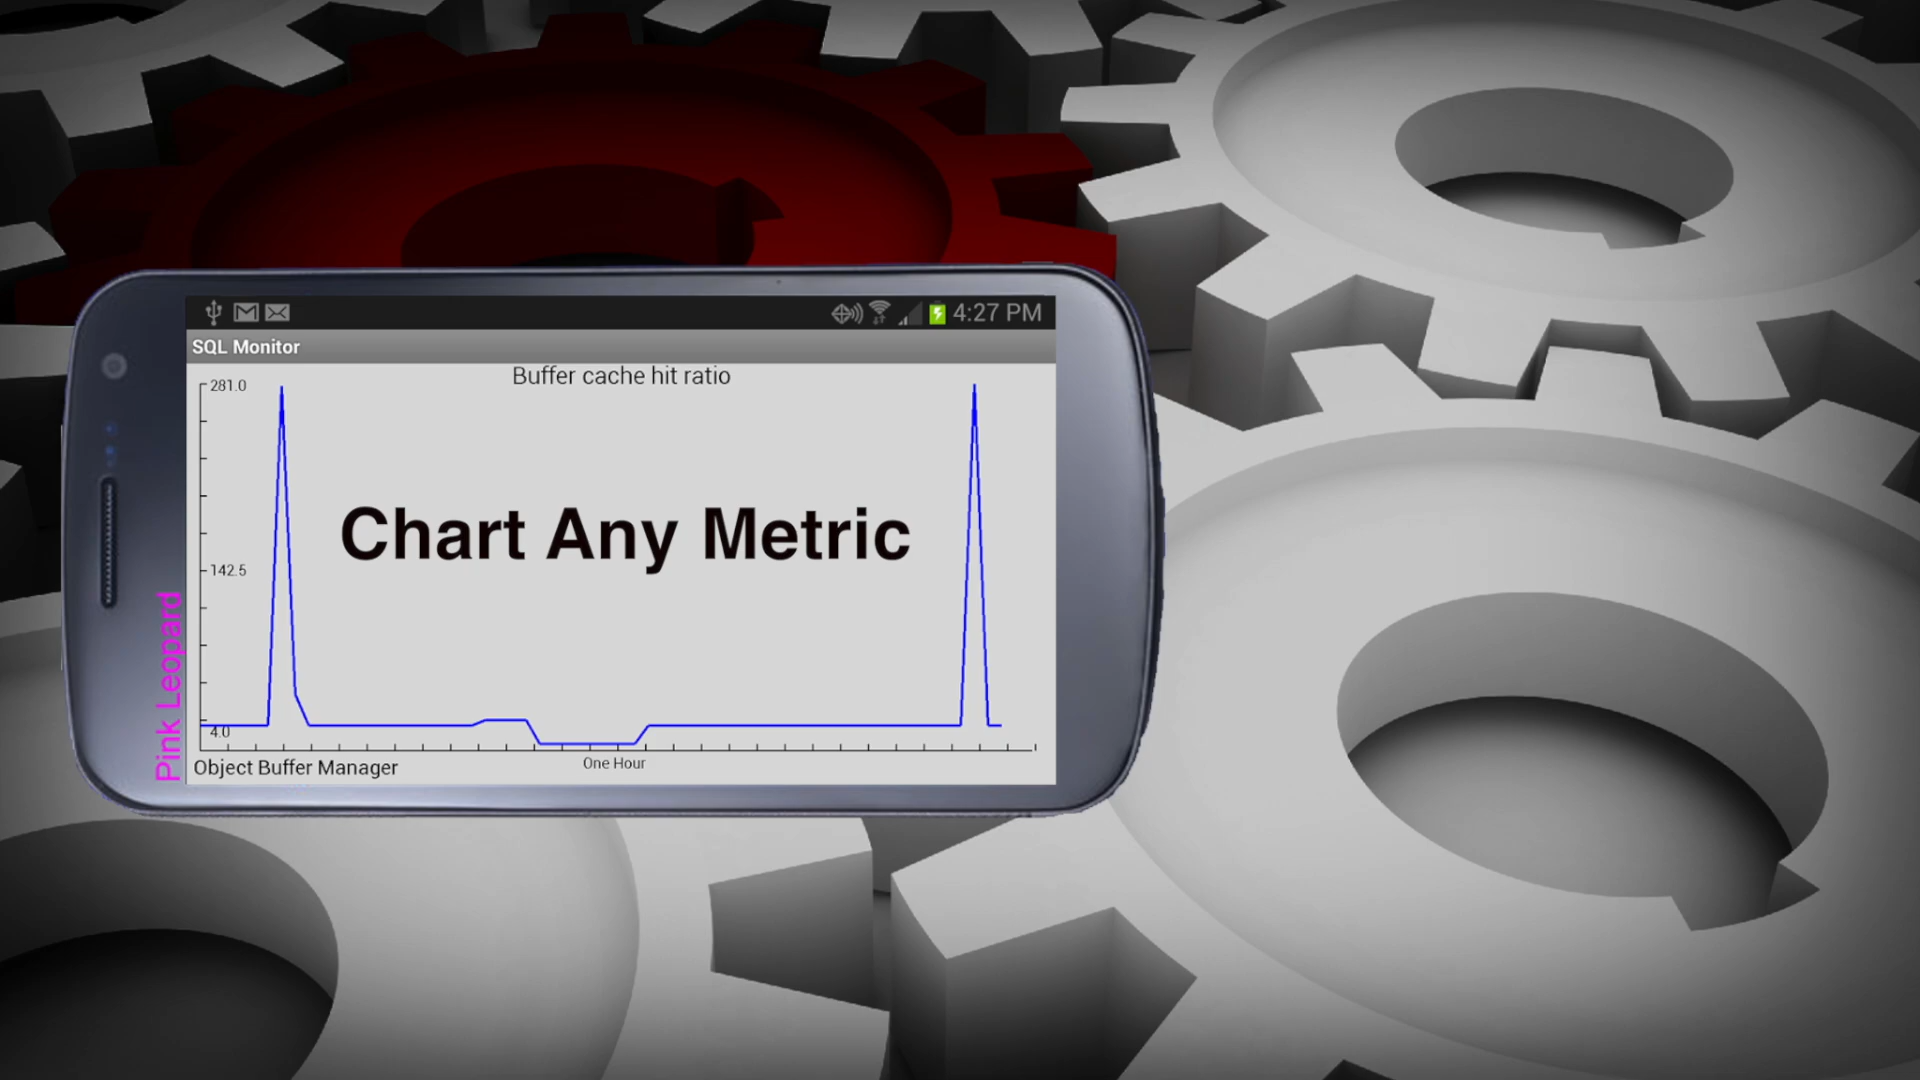 4:27 PM
SQL Monitor
Buffer cache hit ratio
281.0
Chart Any Metric
142.5
4.0
One Hour
Object Buffer Manager
Pink Leopard